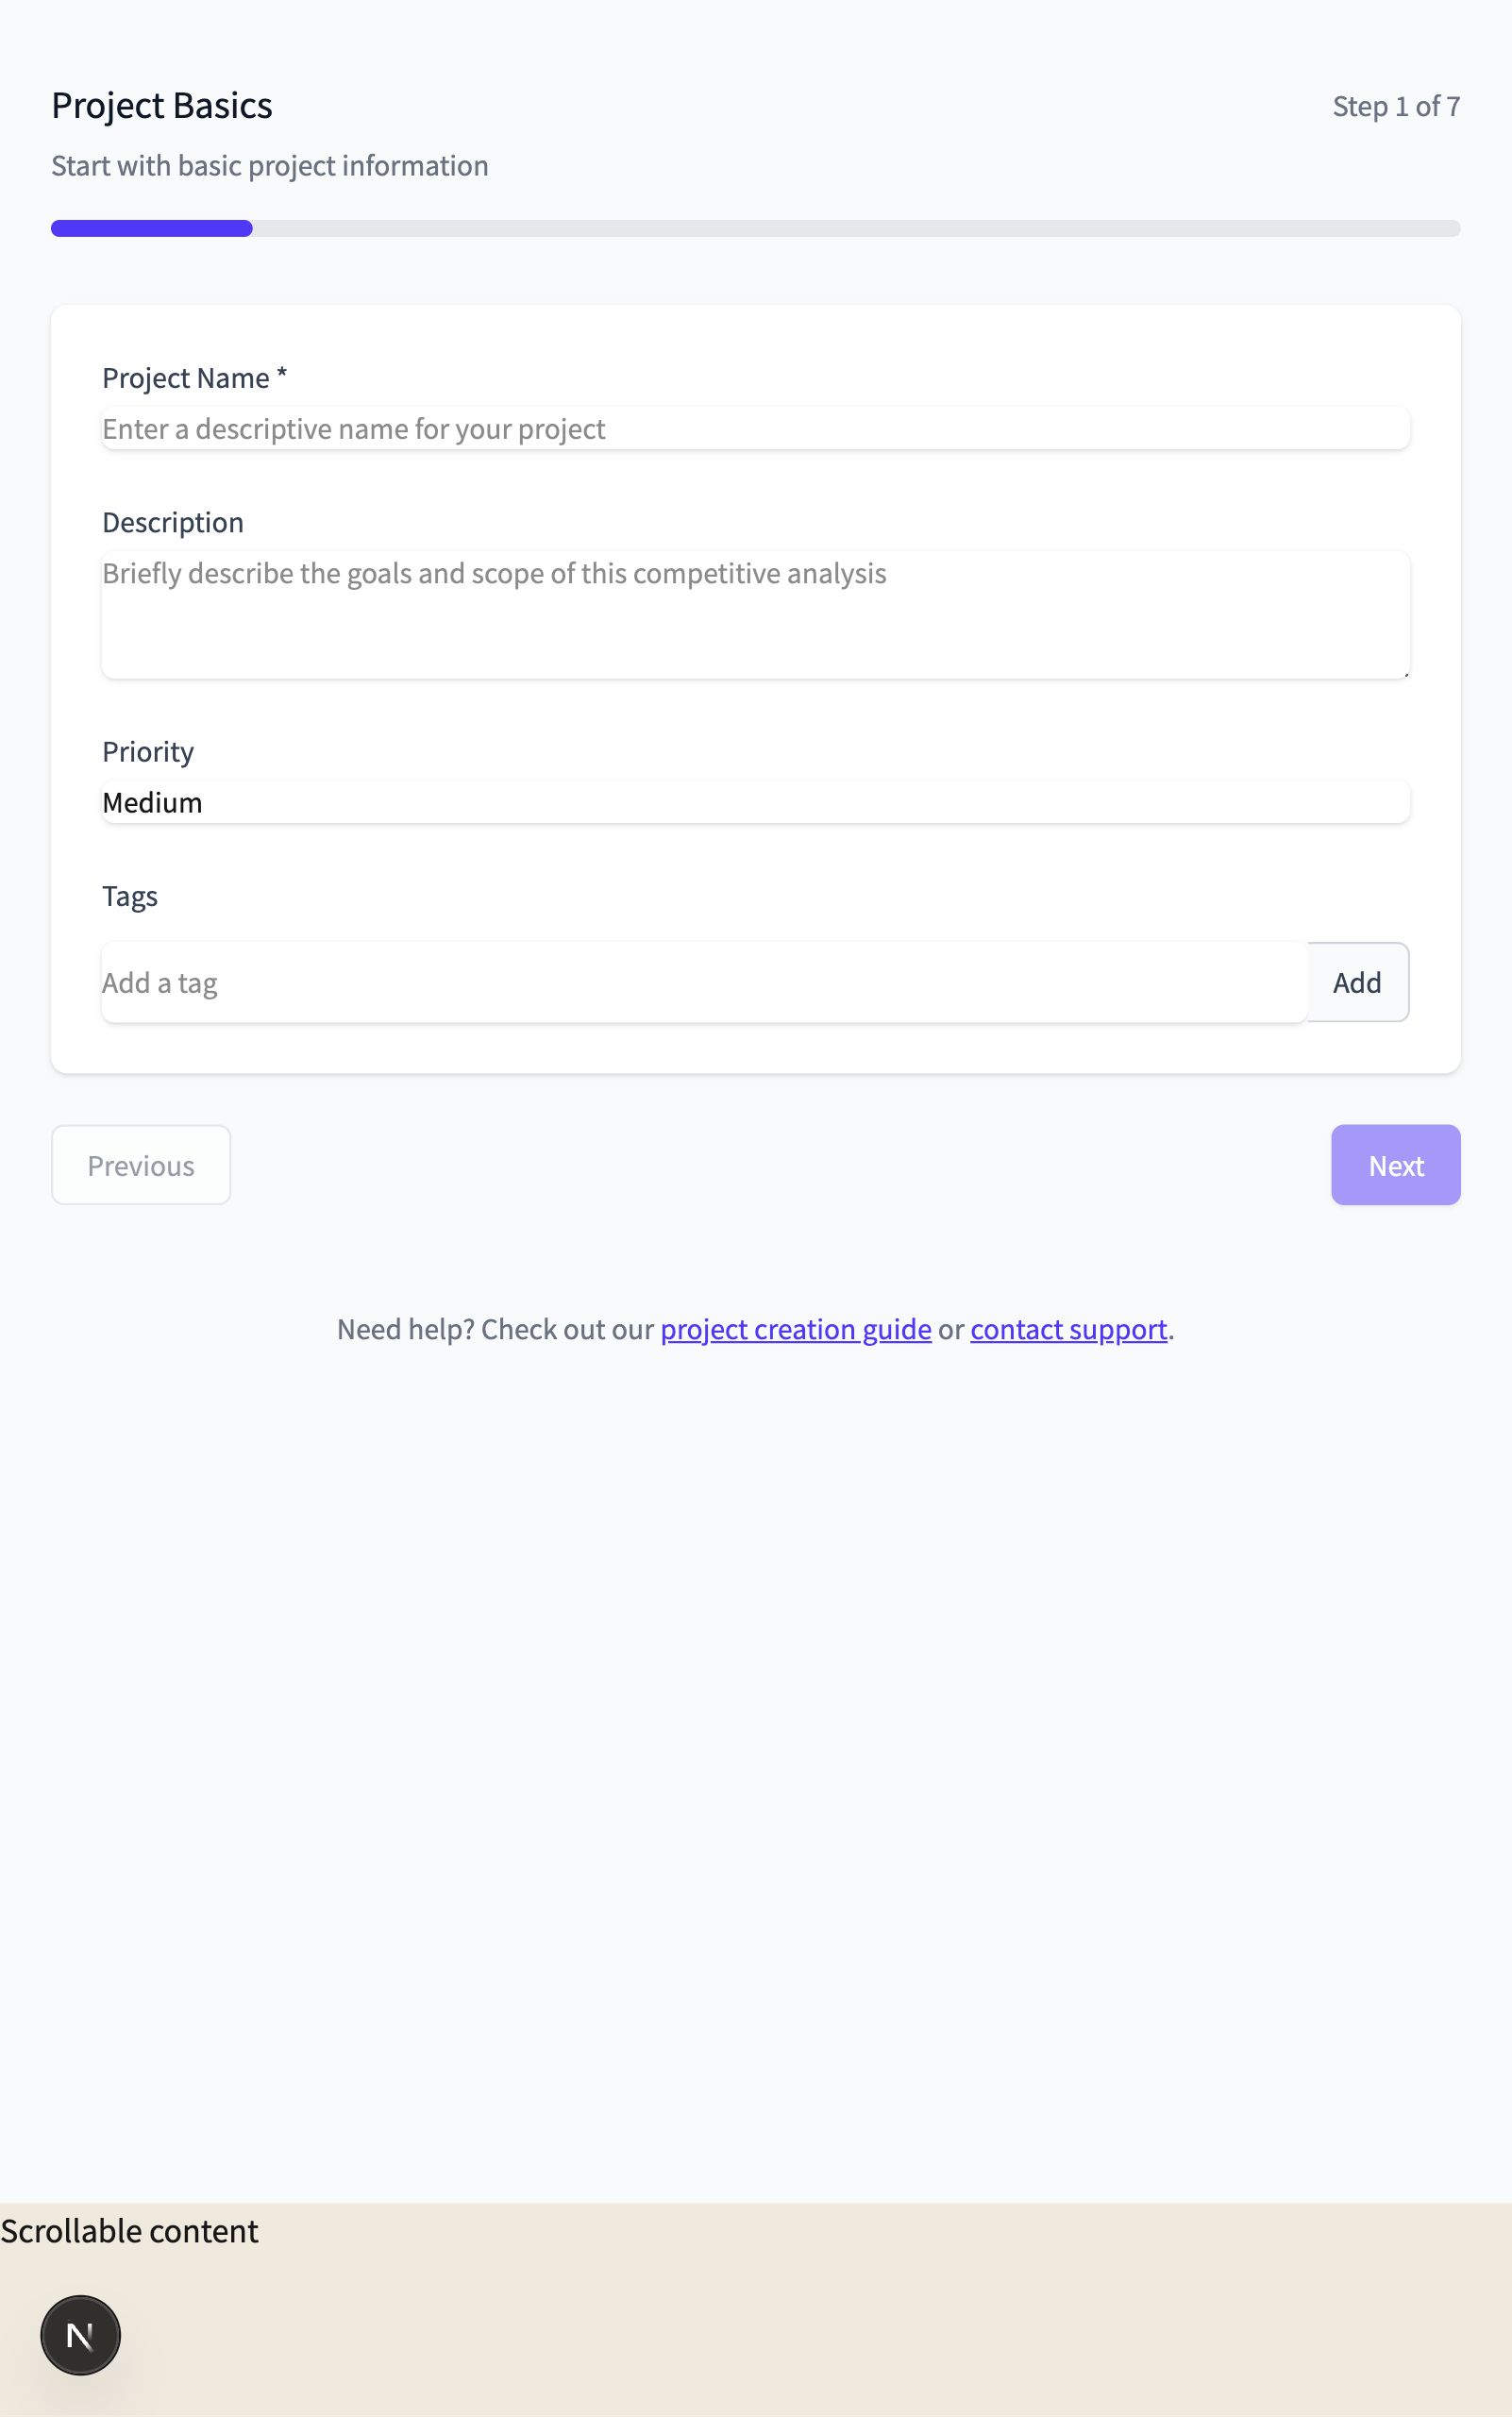 Project Basics
Step 1 of 7
Start with basic project information
Project Name *
Enter a descriptive name for your project
Description
Briefly describe the goals and scope of this competitive analysis
Priority
Medium
Tags
Add a tag
Add
Previous
Next
Need help? Check out our project creation guide or contact support.
Scrollable content
N